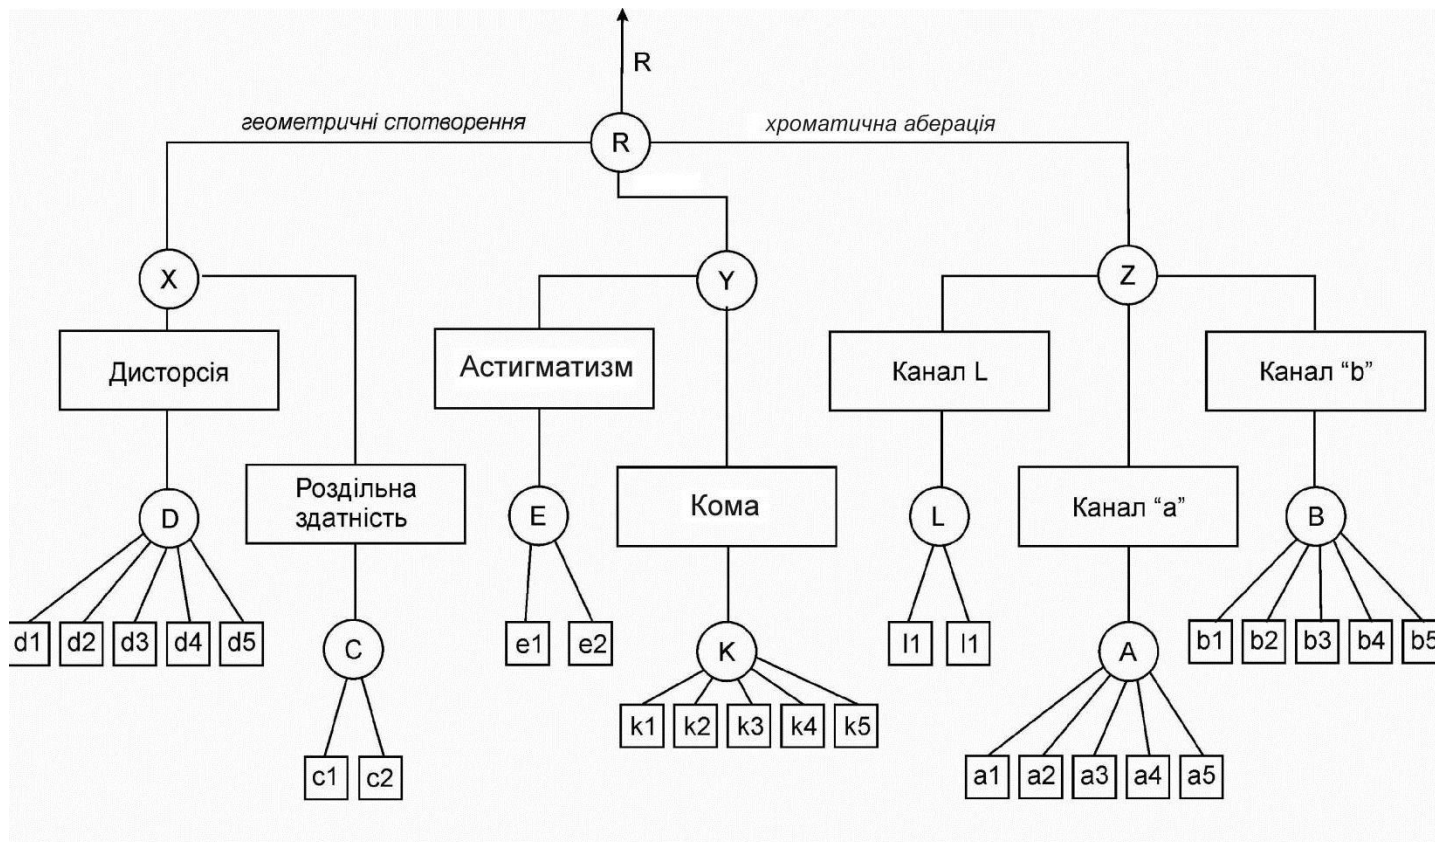 R
геометричні спотворення
R
хроматична аберація
X
Y
Z
Дисторсія
Астигматизм
Канал L
Канал “b”
Роздільна
здатність
Кома
Канал “a”
D
E
L
B
d1 d2 d3 d4 d5
e1 e2
l1 l1
b1 b2 b3 b4 b5
C
K
A
k1 k2 k3 k4 k5
c1 c2
a1 a2 a3 a4 a5